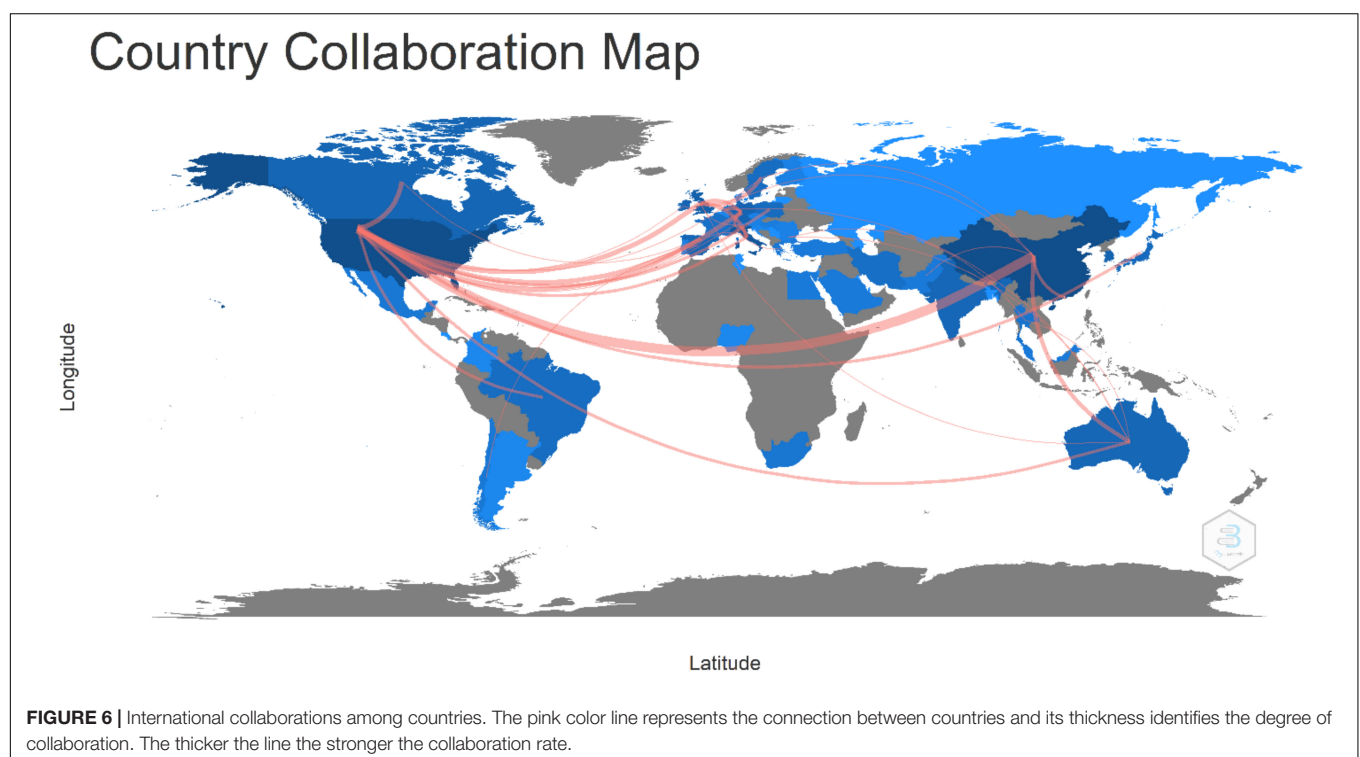 Country Collaboration Map
Longitude
Latitude
FIGURE 6 | International collaborations among countries. The pink color line represents the connection between countries and its thickness identifies the degree of
collaboration. The thicker the line the stronger the collaboration rate.